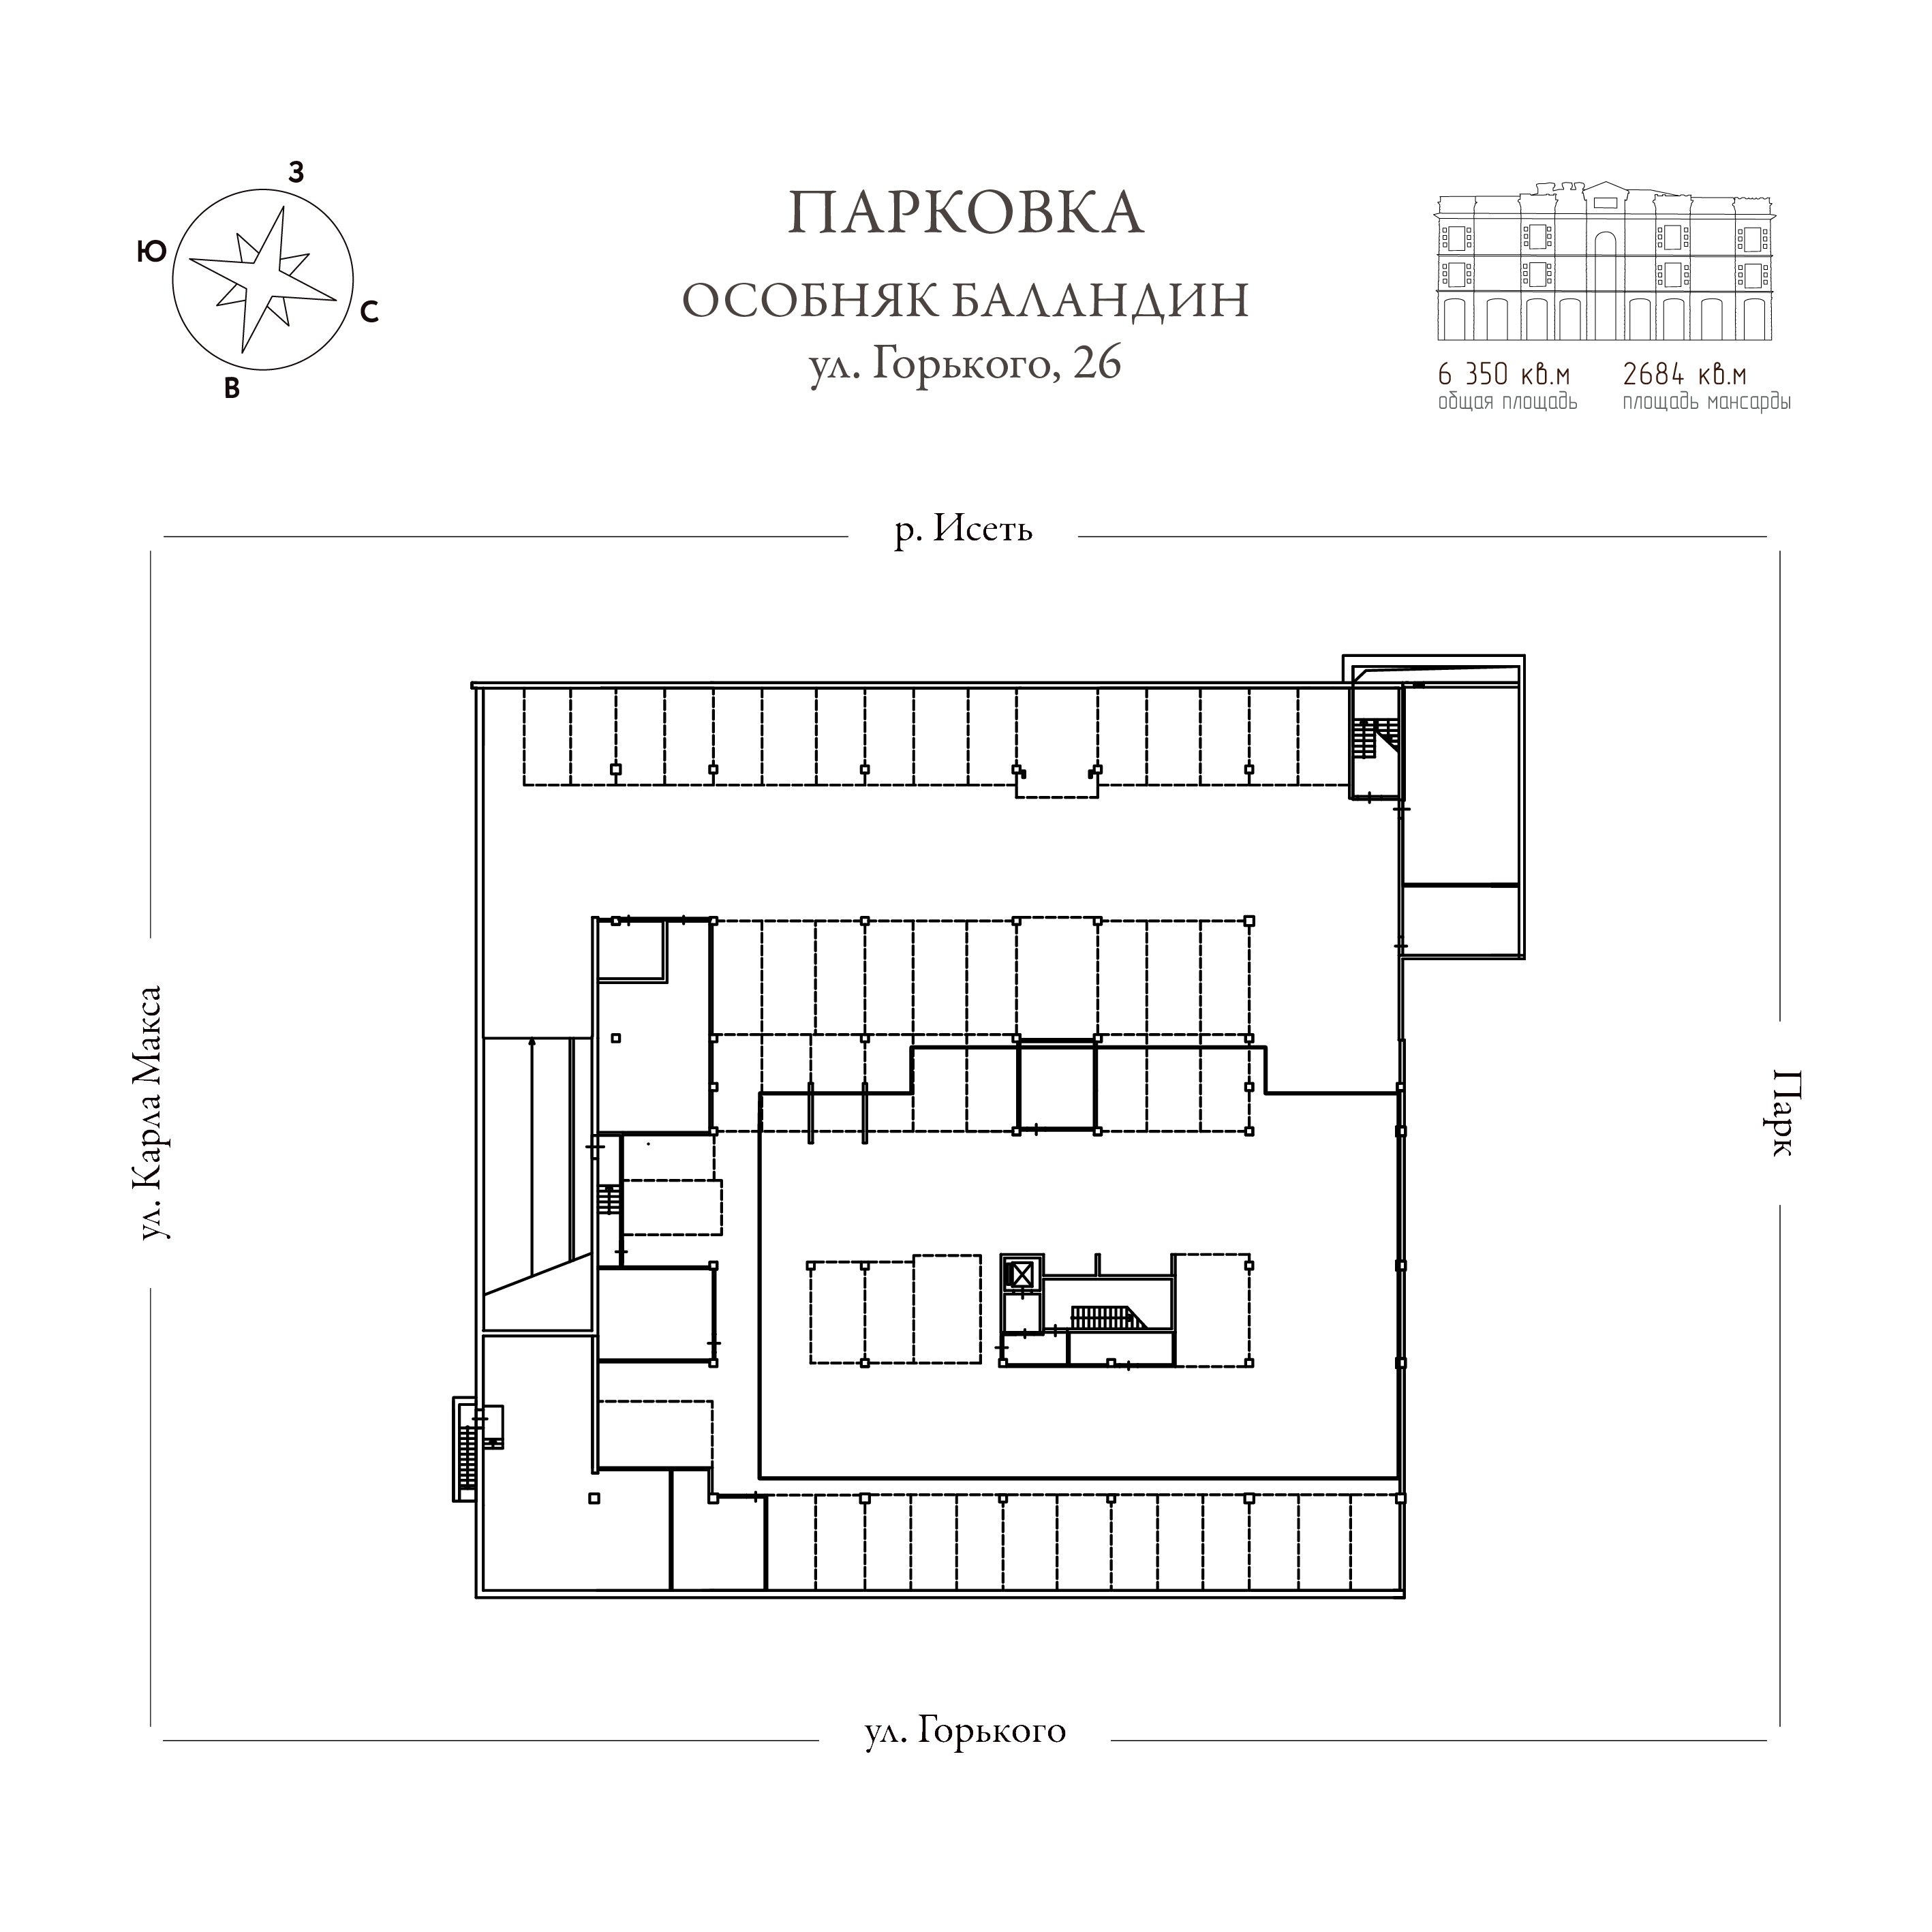 З
Ю
С
В
ПАРКОВКА
ОСОБНЯК БАЛАНДИН
ул. Горького, 26
6 350 кв.м
общая площадь
2684 кв.м
площадь мансарды
р. Исеть
ул. Карла Макса
Парк
ул. Горького